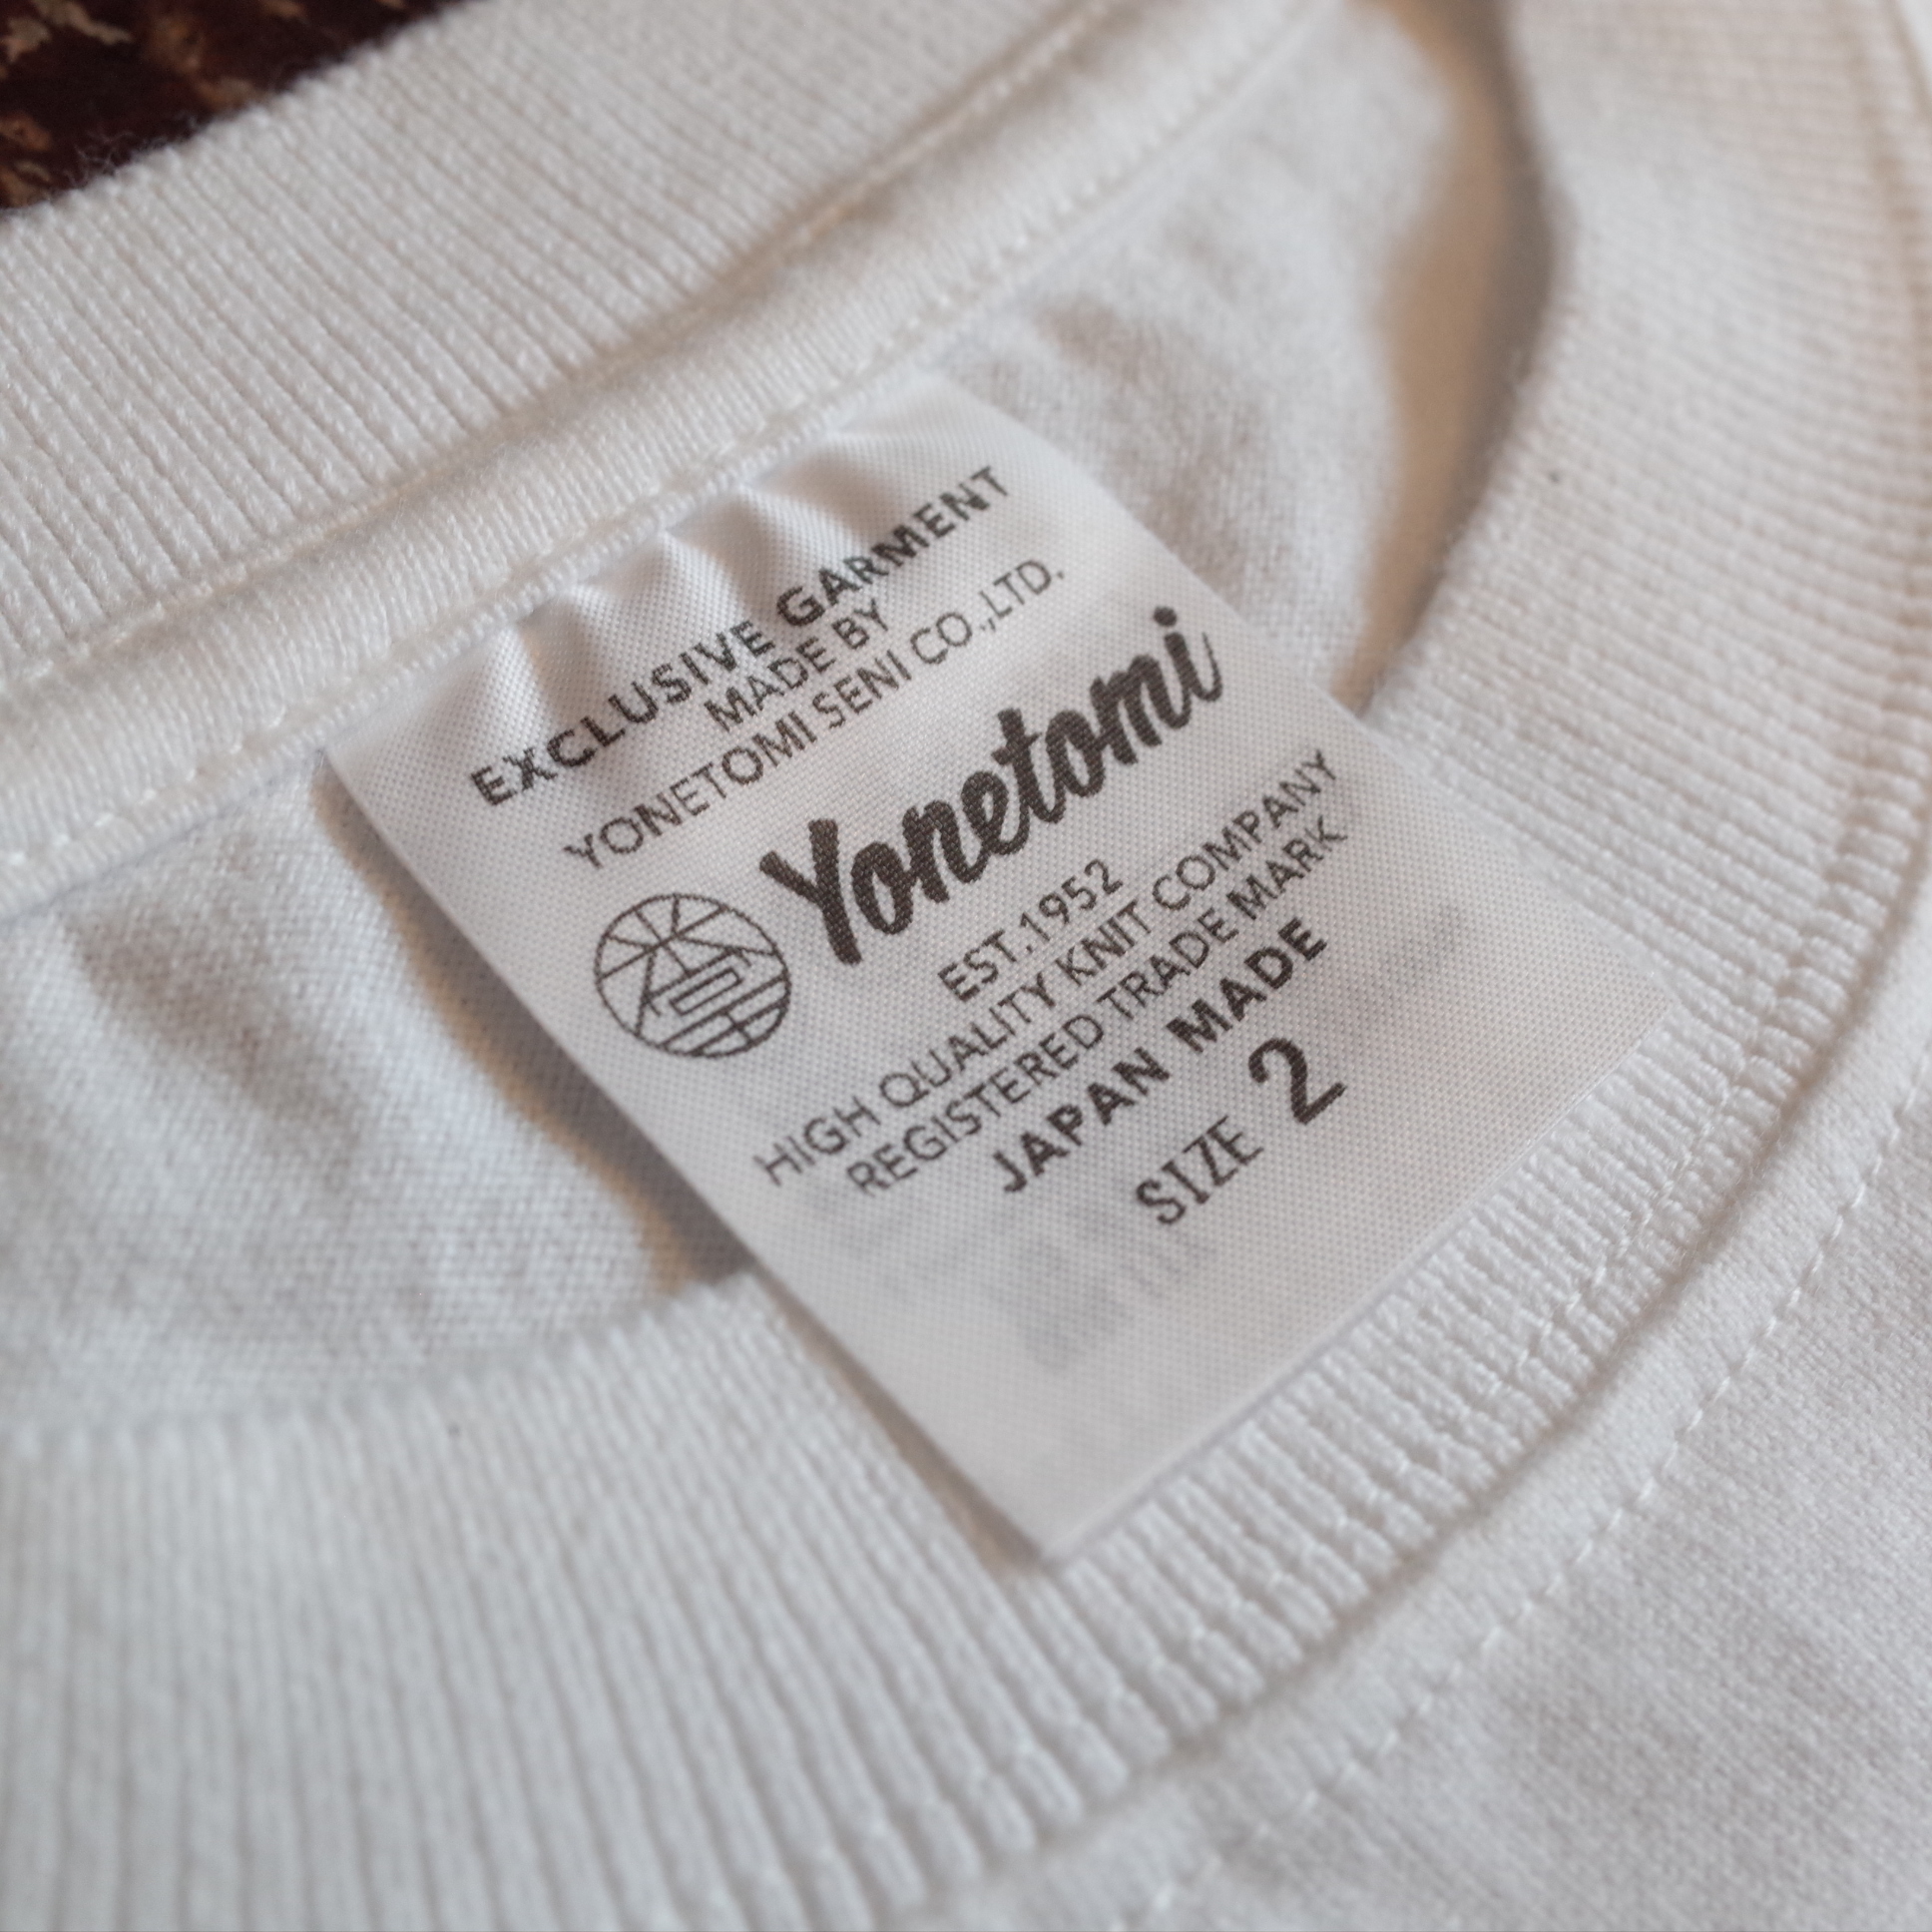 EXCLUSIVE GARMENT
MADE BY
YONETOMI SENI CO.,LTD.
Yonetomi
EST.1952
HIGH QUALITY KNIT COMPANY
REGISTERED TRADE MARK
JAPAN MADE
SIZE 2